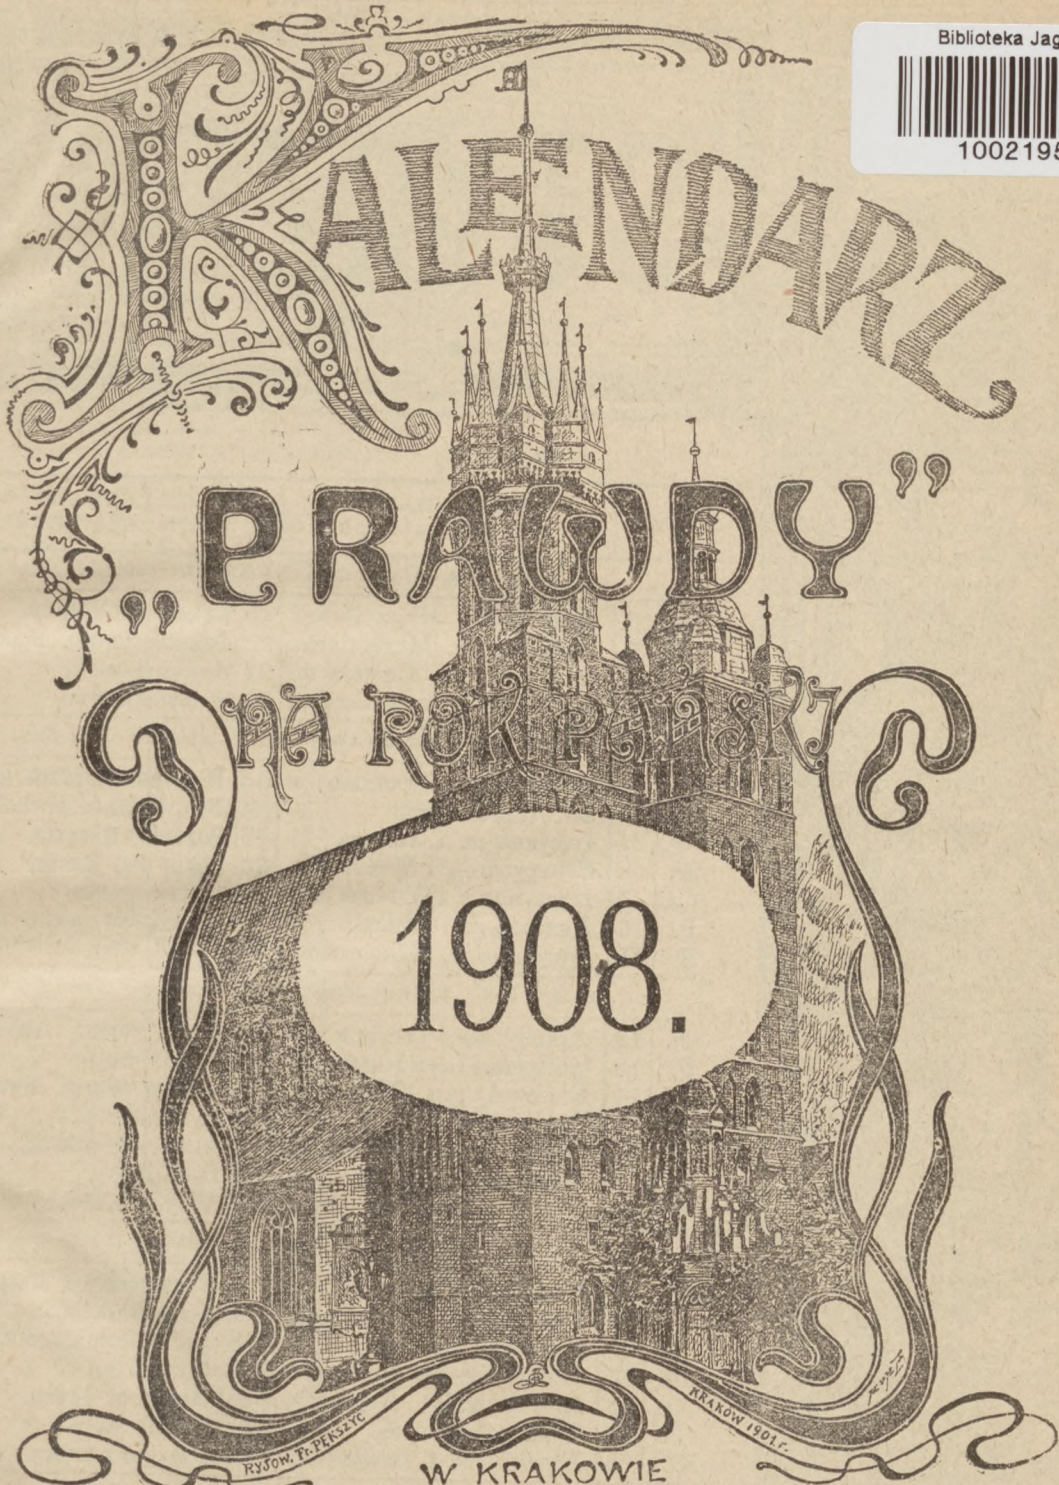 Biblioteka Jag
1002195
KALENDARZ
„PRAWDY”
NA ROK PAŃSKI
1908.
RYSOW. Fr. PĘKSZYC
KRAKÓW 1901 r.
W KRAKOWIE